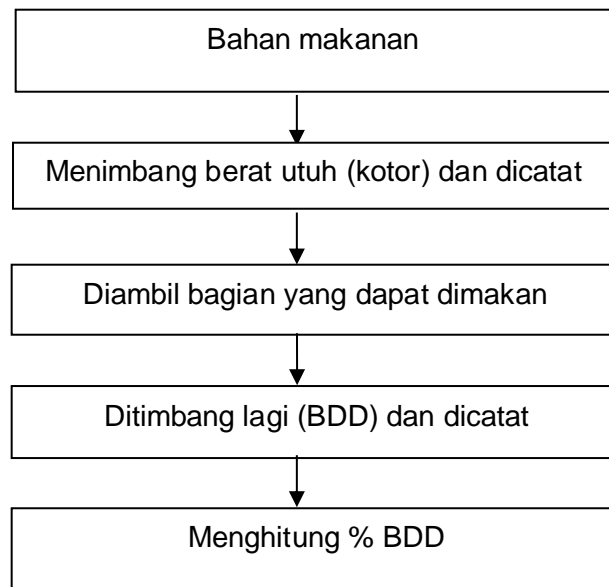 Bahan makanan
Menimbang berat utuh (kotor) dan dicatat
Diambil bagian yang dapat dimakan
Ditimbang lagi (BDD) dan dicatat
Menghitung % BDD